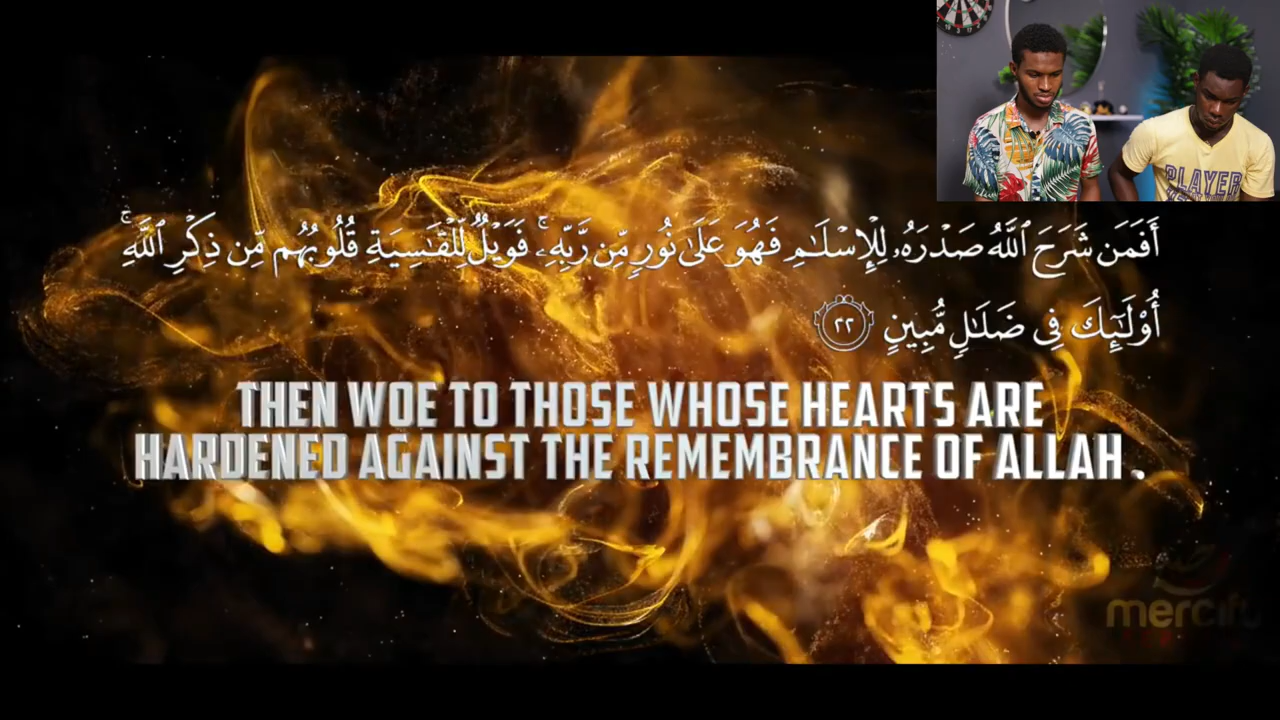 أَفَمَن شَرَحَ ٱللَّهُ صَدْرَهُۥ لِلْإِسْلَـٰمِ فَهُوَ عَلَىٰ نُورٍ مِّن رَّبِّهِۦ ۚ فَوَيْلٌ لِّلْقَـٰسِيَةِ قُلُوبُهُم مِّن ذِكْرِ ٱللَّهِ ۚ
أُو۟لَـٰٓئِكَ فِى ضَلَـٰلٍ مُّبِينٍ ٢٢
THEN WOE TO THOSE WHOSE HEARTS ARE
HARDENED AGAINST THE REMEMBRANCE OF ALLAH .
PLAYER